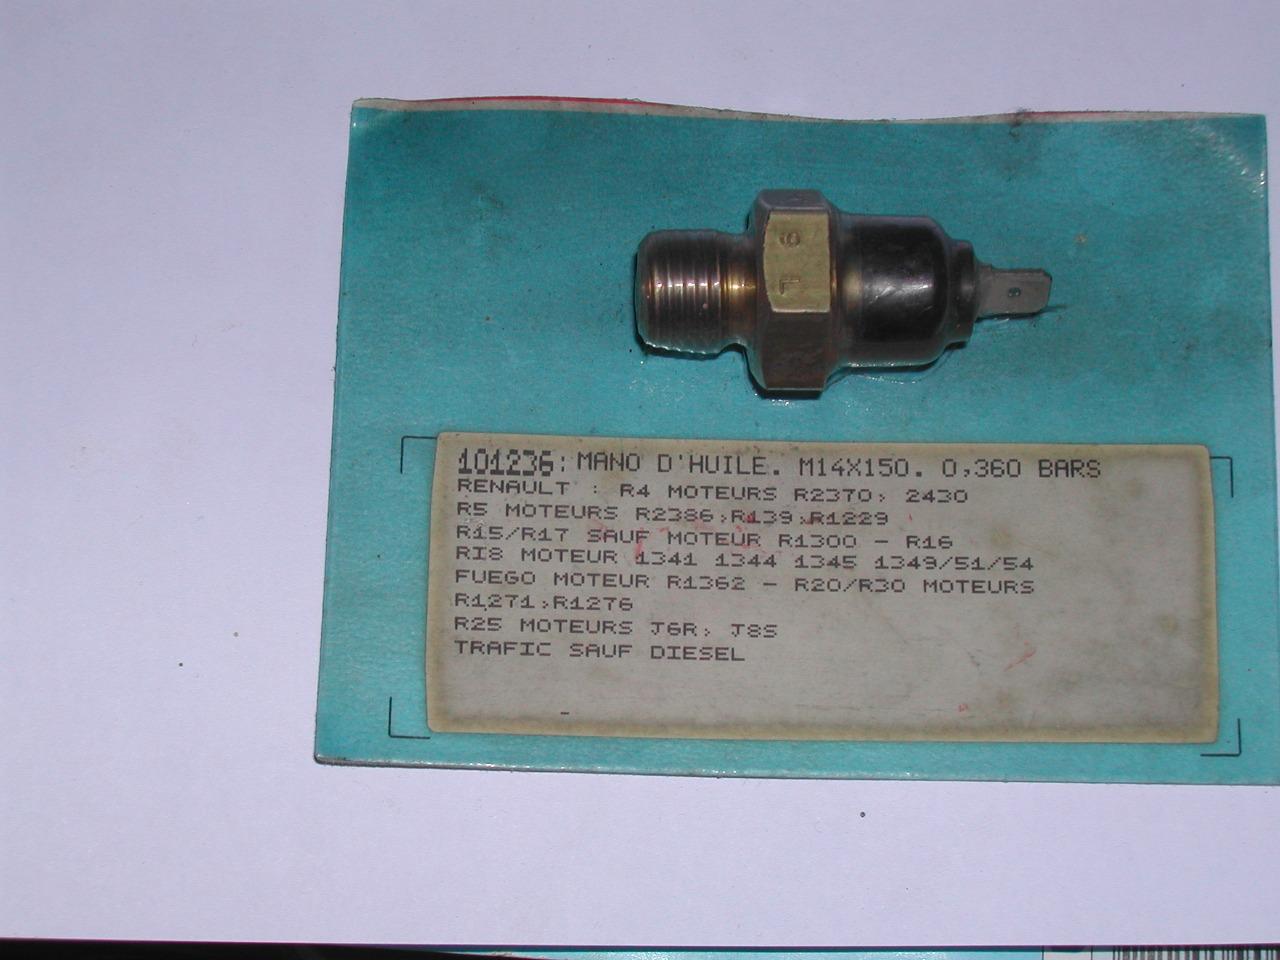 101236: MANO D'HUILE. M14X150. 0,360 BARS
RENAULT : R4 MOTEURS R2370, 2430
R5 MOTEURS R2386,R139,R1229
R15/R17 SAUF MOTEUR R1300 - R16
RI8 MOTEUR 1341 1344 1345 1349/51/54
FUEGO MOTEUR R1362 - R20/R30 MOTEURS
R1271,R1276
R25 MOTEURS J6R, J8S
TRAFIC SAUF DIESEL